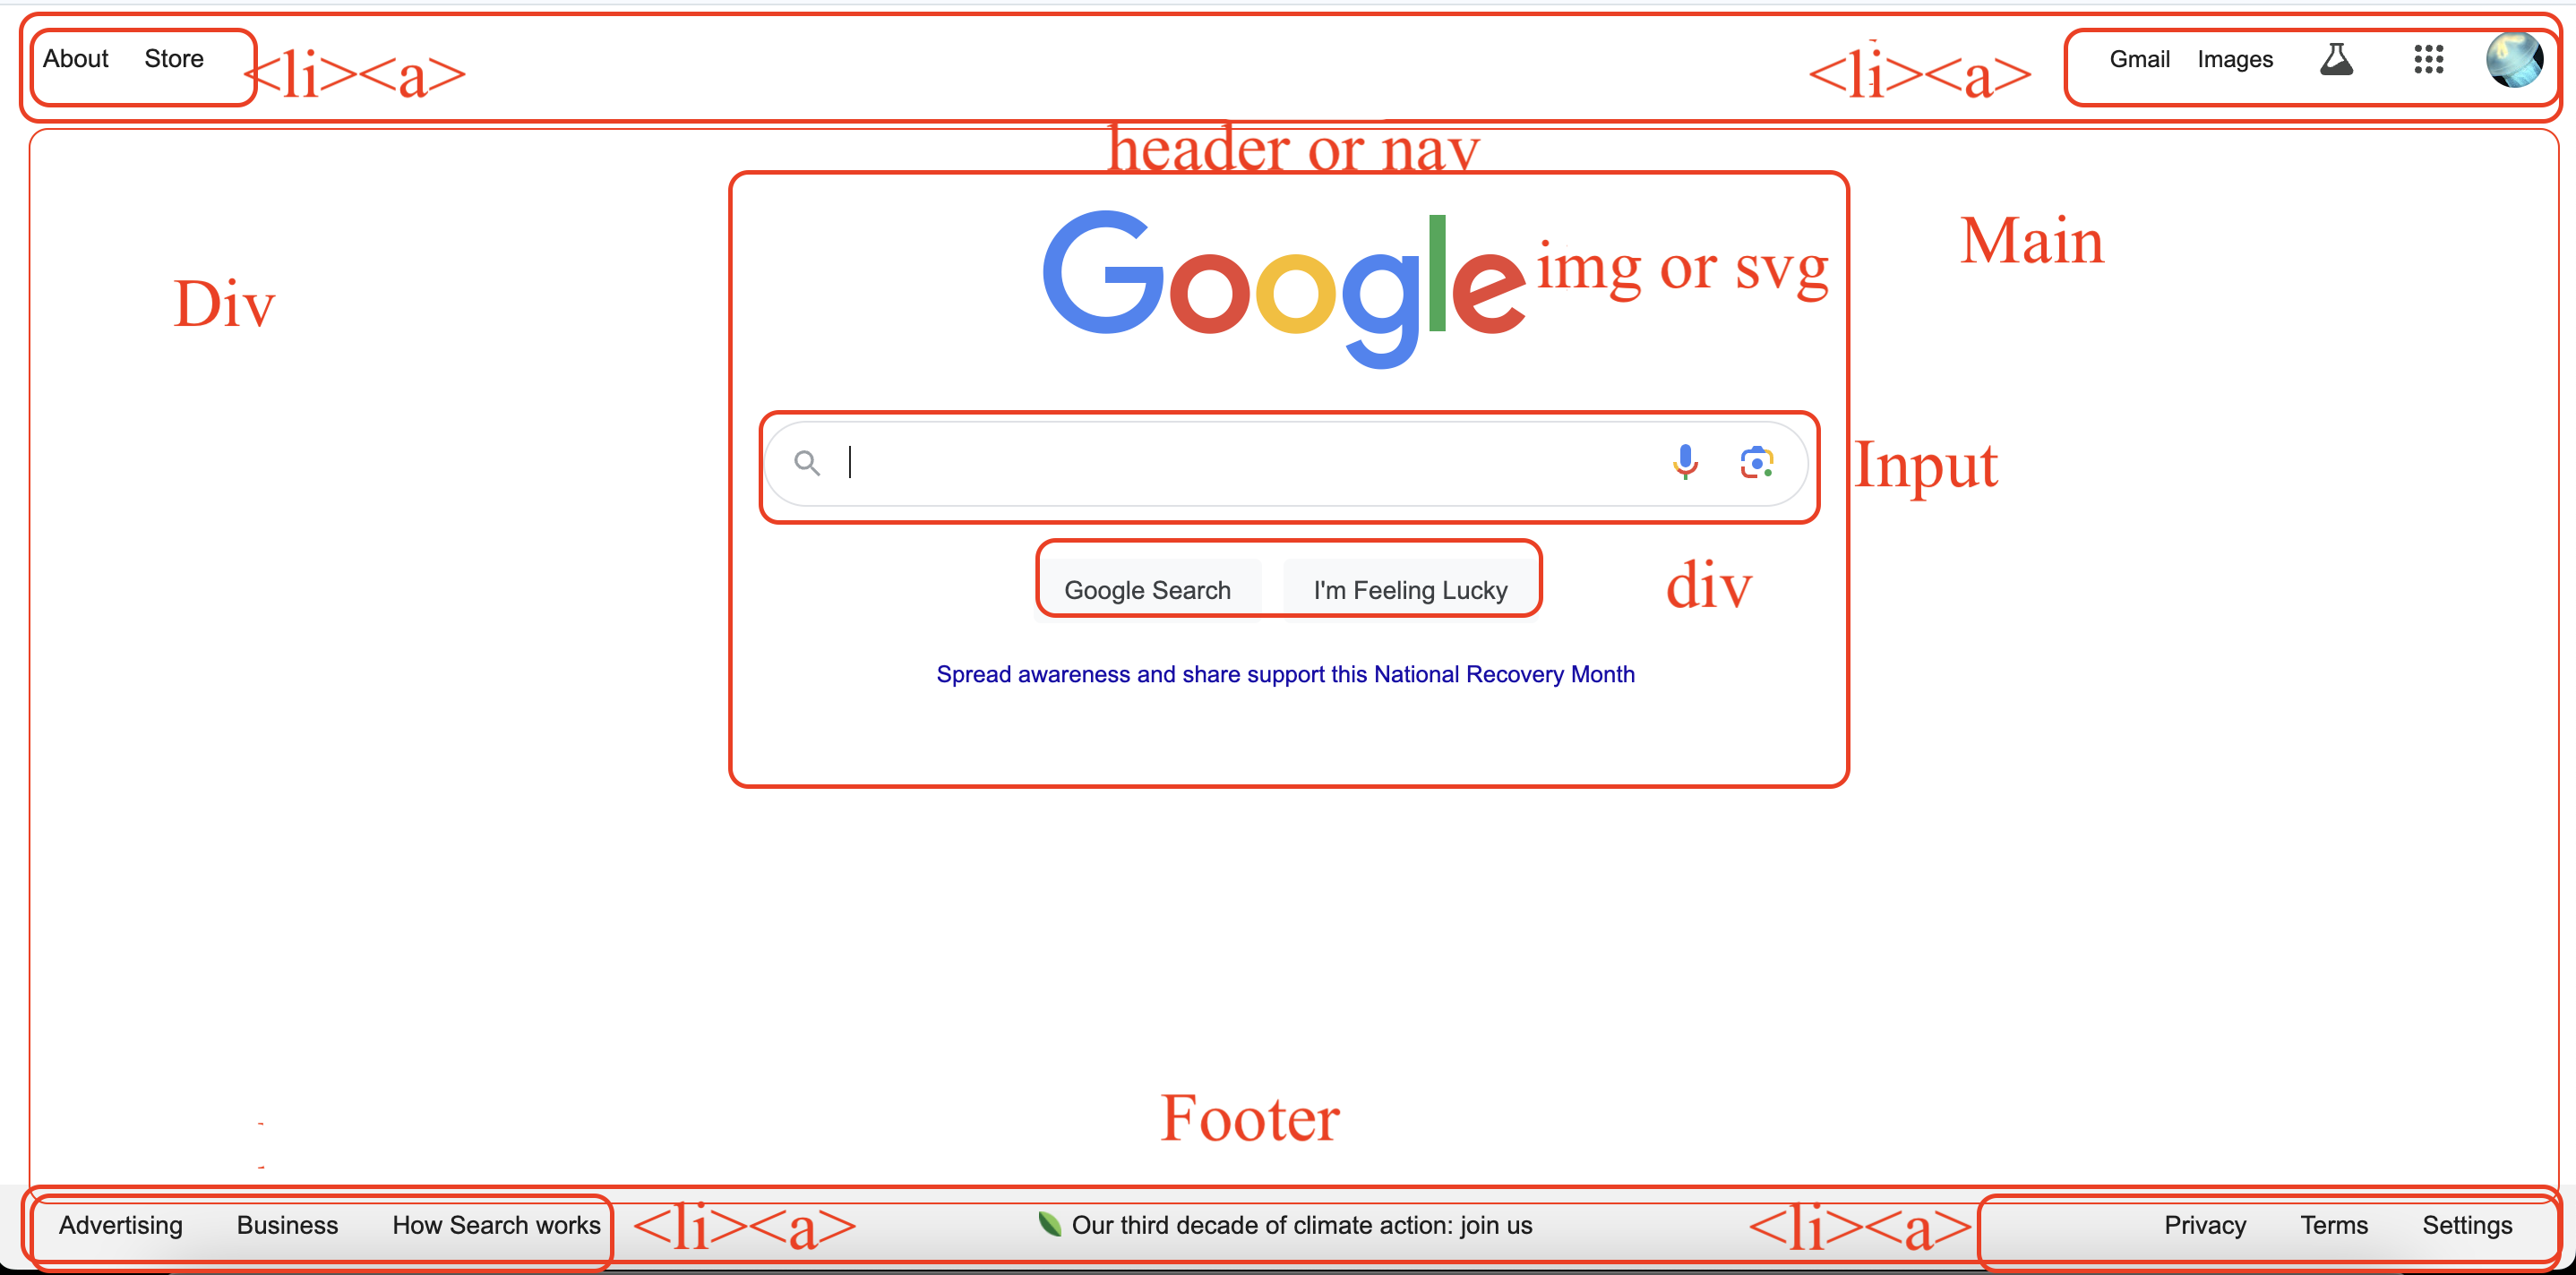 About Store <li><a> <li><a> Gmail Images
header or nav
Google img or svg Main
Div
Input
Google Search I'm Feeling Lucky div
Spread awareness and share support this National Recovery Month
Footer
Advertising Business How Search works <li><a> Our third decade of climate action: join us <li><a> Privacy Terms Settings